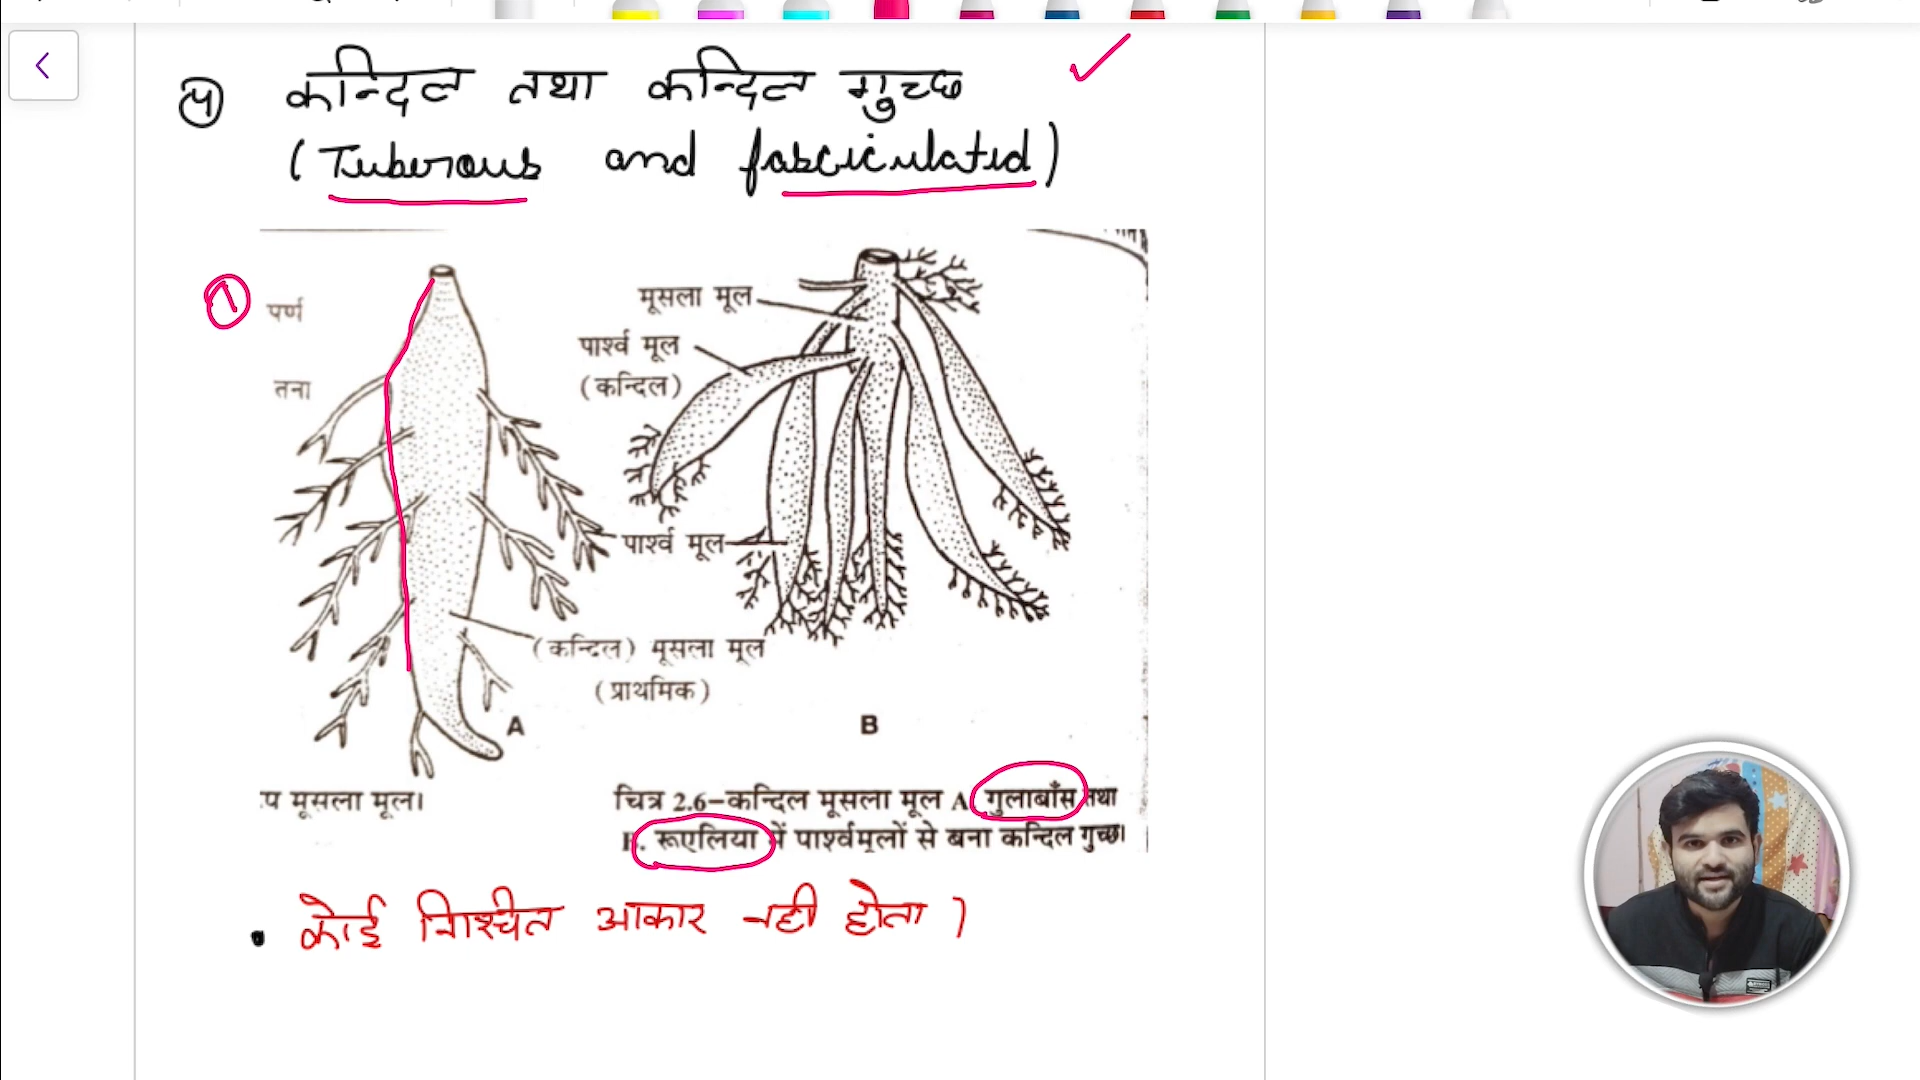 ④ कन्दिल तथा कन्दिल गुच्छ
(Tuberous and fasciculated)
①
पर्ण
तना
मूसला मूल
पार्श्व मूल
(कन्दिल)
पार्श्व मूल
(कन्दिल) मूसला मूल
(प्राथमिक)
A
B
प मूसला मूल।
चित्र 2.6–कन्दिल मूसला मूल A गुलाबाँस तथा
B. रूएलिया में पार्श्वमूलों से बना कन्दिल गुच्छ।
• कोई निश्चित आकार नही होता।